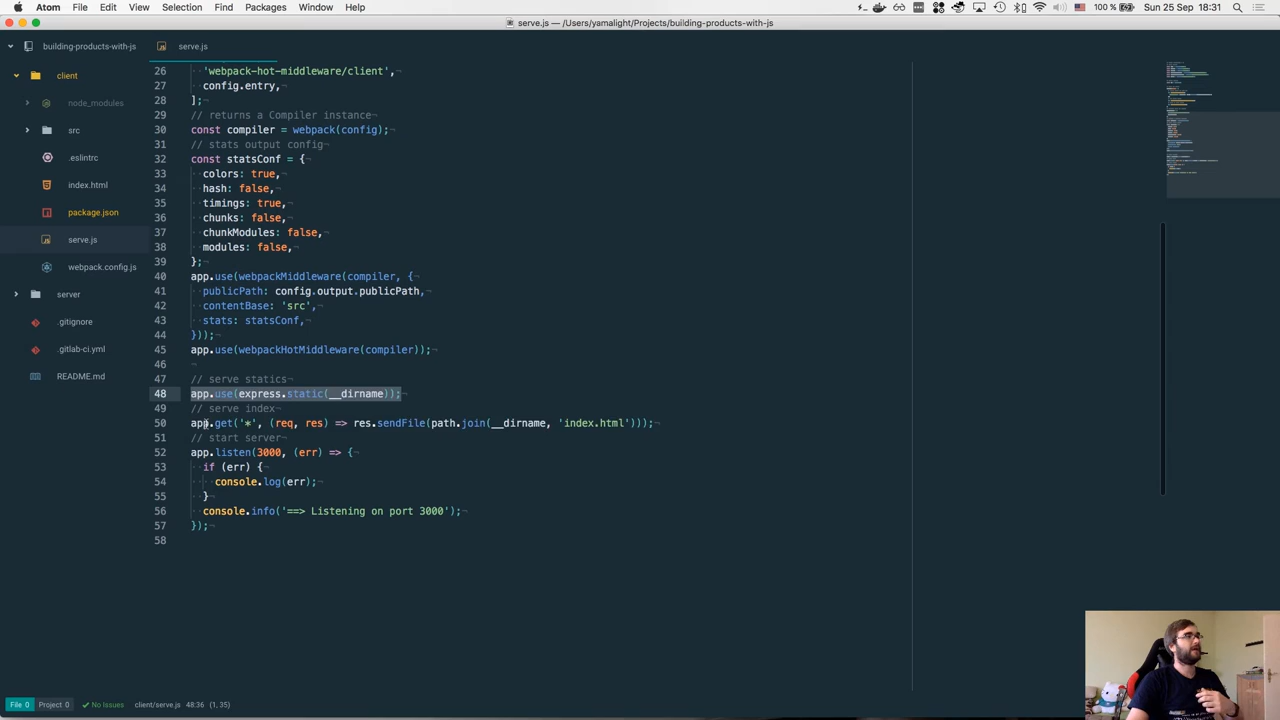 Atom File Edit View Selection Find Packages Window Help 100 % Sun 25 Sep 18:31
serve.js — /Users/yamalight/Projects/building-products-with-js
building-products-with-js
serve.js
client
node_modules
src
.eslintrc
index.html
package.json
serve.js
webpack.config.js
server
.gitignore
.gitlab-ci.yml
README.md
26 'webpack-hot-middleware/client',
27 config.entry,
28 ];
29 // returns a Compiler instance
30 const compiler = webpack(config);
31 // stats output config
32 const statsConf = {
33 colors: true,
34 hash: false,
35 timings: true,
36 chunks: false,
37 chunkModules: false,
38 modules: false,
39 };
40 app.use(webpackMiddleware(compiler, {
41 publicPath: config.output.publicPath,
42 contentBase: 'src',
43 stats: statsConf,
44 }));
45 app.use(webpackHotMiddleware(compiler));
46
47 // serve statics
48 app.use(express.static(__dirname));
49 // serve index
50 app.get('*', (req, res) => res.sendFile(path.join(__dirname, 'index.html')));
51 // start server
52 app.listen(3000, (err) => {
53 if (err) {
54 console.log(err);
55 }
56 console.info('==> Listening on port 3000');
57 });
58
File 0 Project 0 No Issues client/serve.js 48:36 (1, 35)